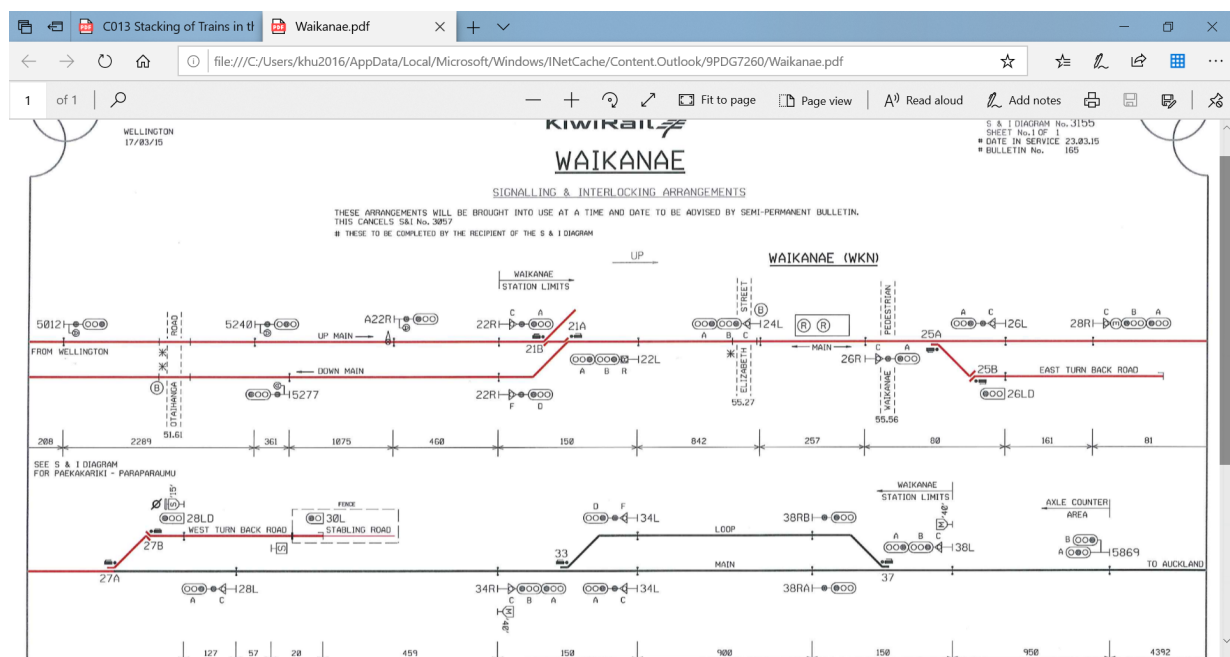 C013 Stacking of Trains in th
Waikanae.pdf
file:///C:/Users/khu2016/AppData/Local/Microsoft/Windows/INetCache/Content.Outlook/9PDG7260/Waikanae.pdf
1 of 1 Fit to page Page view Read aloud Add notes
WELLINGTON
17/03/15
KiwiRail
S & I DIAGRAM No.3155
SHEET No.1 OF 1
# DATE IN SERVICE 23.03.15
# BULLETIN No. 165
WAIKANAE
SIGNALLING & INTERLOCKING ARRANGEMENTS
THESE ARRANGEMENTS WILL BE BROUGHT INTO USE AT A TIME AND DATE TO BE ADVISED BY SEMI-PERMANENT BULLETIN.
THIS CANCELS S&I No. 3057
# THESE TO BE COMPLETED BY THE RECIPIENT OF THE S & I DIAGRAM
UP
WAIKANAE (WKN)
WAIKANAE
STATION LIMITS
5012
ROAD
5240
A22R
C A
22R
21A
STREET
B
24L
A B C
R R
PEDESTRIAN
A C
26L
C B A
28R
UP MAIN
21B
25A
FROM WELLINGTON
MAIN
C A
26R
22L
A B R
DOWN MAIN
25B
EAST TURN BACK ROAD
B
OTAIHANGA
5277
22R
F D
ELIZABETH
WAIKANAE
26LD
51.61
55.27
55.56
208 2289 361 1075 460 150 842 257 80 161 81
SEE S & I DIAGRAM
FOR PAEKAKARIKI - PARAPARAUMU
WAIKANAE
STATION LIMITS
AXLE COUNTER
AREA
S '15'
FENCE
28LD
30L
D F
34L
38RB
M '40'
WEST TURN BACK ROAD
STABLING ROAD
LOOP
A B C
38L
B
A
5869
27B
S
33
MAIN
27A
37
TO AUCKLAND
28L
A C
34R
C B A
34L
A C
38RA
M '40'
127 57 20 459 150 900 150 950 4392